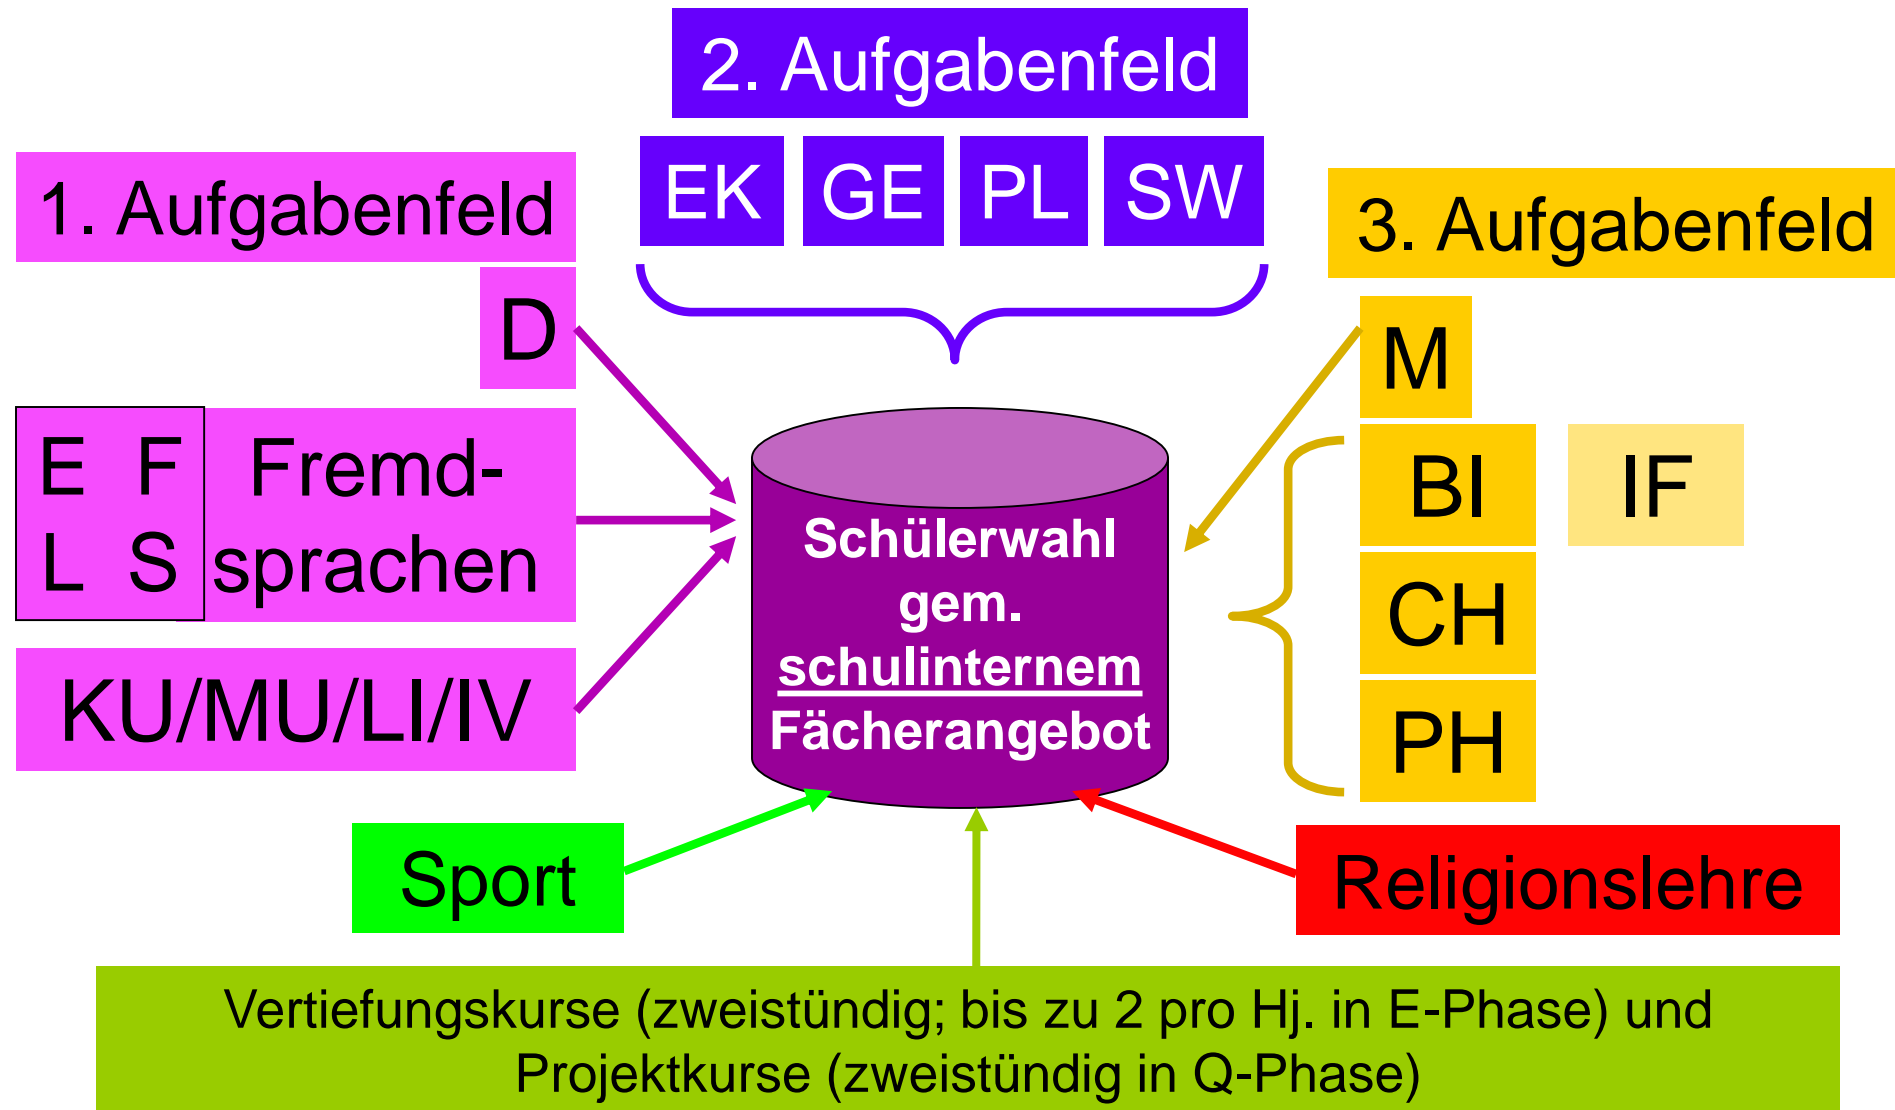 2. Aufgabenfeld
EK GE PL SW
1. Aufgabenfeld
D
E F
L S
Fremd-
sprachen
KU/MU/LI/IV
3. Aufgabenfeld
M
BI IF
CH
PH
Schülerwahl
gem.
schulinternem
Fächerangebot
Sport
Religionslehre
Vertiefungskurse (zweistündig; bis zu 2 pro Hj. in E-Phase) und
Projektkurse (zweistündig in Q-Phase)